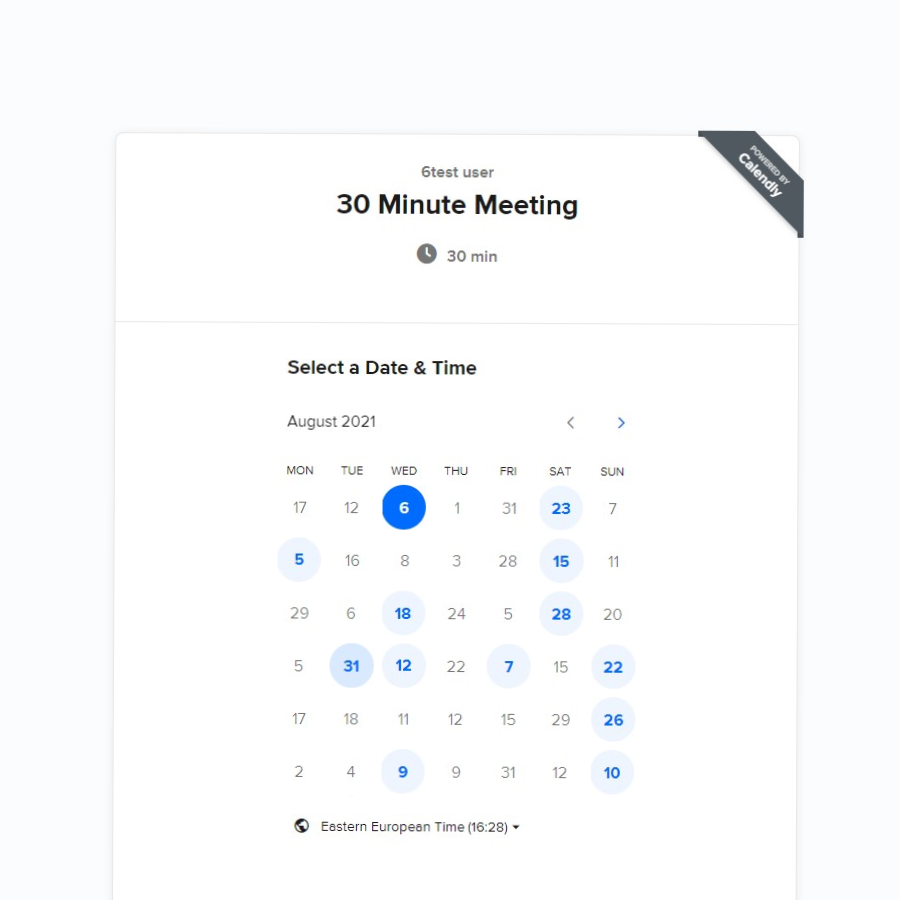 POWERED BY
Calendly
6test user
30 Minute Meeting
30 min
Select a Date & Time
August 2021
MON TUE WED THU FRI SAT SUN
17 12 6 1 31 23 7
5 16 8 3 28 15 11
29 6 18 24 5 28 20
5 31 12 22 7 15 22
17 18 11 12 15 29 26
2 4 9 9 31 12 10
Eastern European Time (16:28)